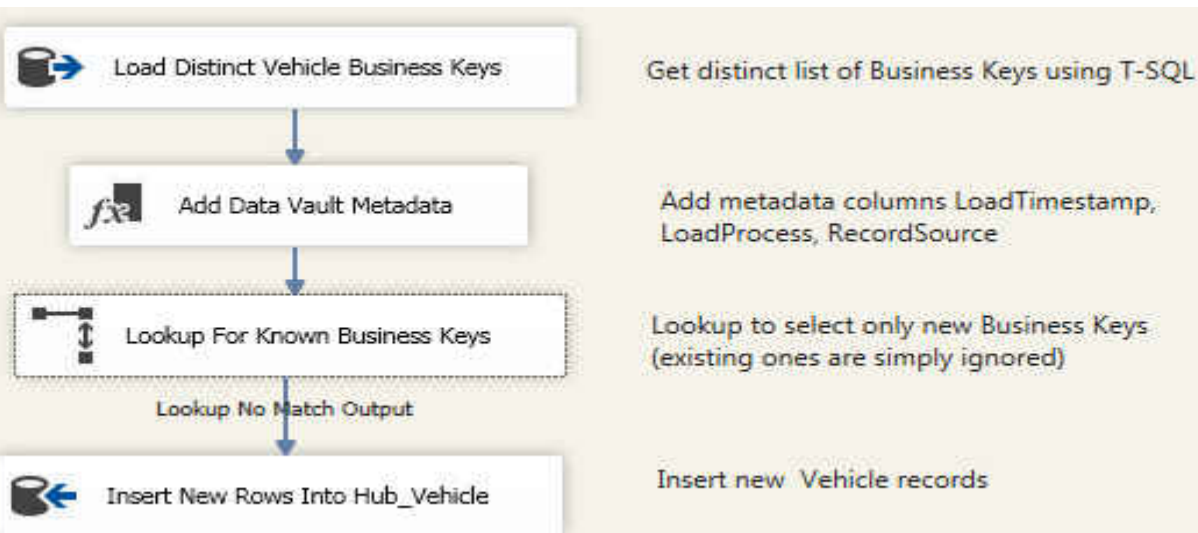 Load Distinct Vehicle Business Keys
Get distinct list of Business Keys using T-SQL
Add Data Vault Metadata
Add metadata columns LoadTimestamp,
LoadProcess, RecordSource
Lookup For Known Business Keys
Lookup to select only new Business Keys
(existing ones are simply ignored)
Lookup No Match Output
Insert New Rows Into Hub_Vehicle
Insert new Vehicle records